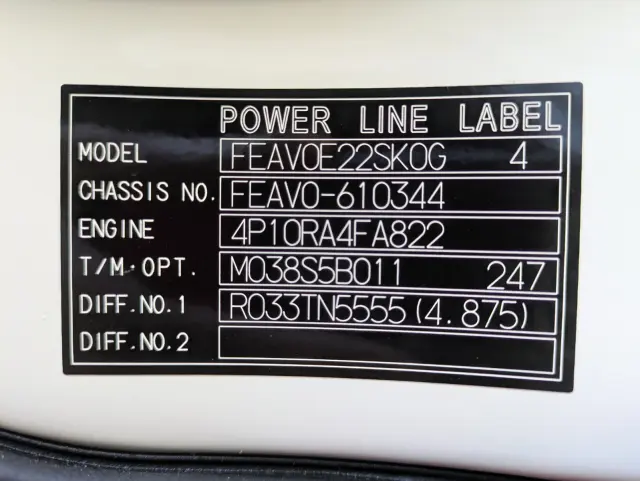 POWER LINE LABEL
MODEL FEAV0E22SK0G 4
CHASSIS NO. FEAV0-610344
ENGINE 4P10RA4FA822
T/M·OPT. M038S5B011 247
DIFF.NO.1 R033TN5555(4.875)
DIFF.NO.2